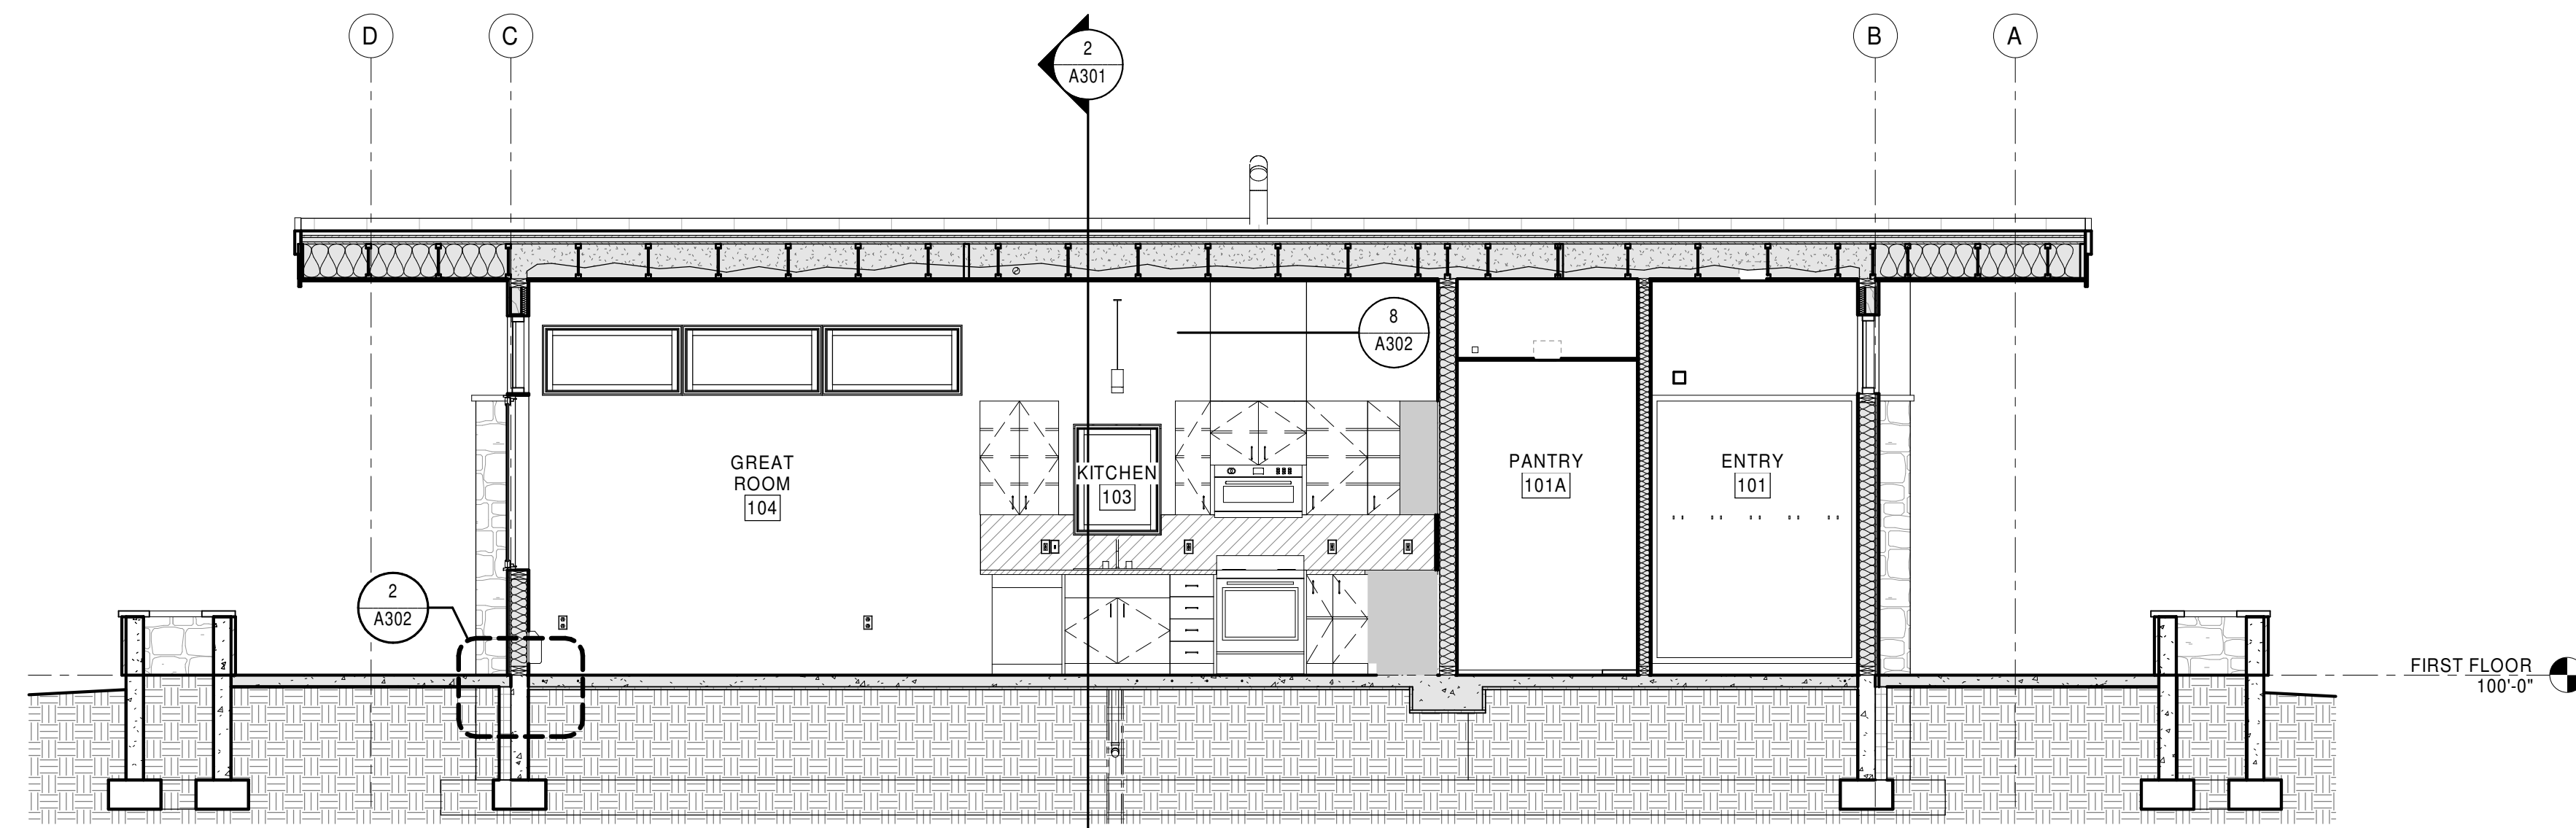 D
C
2
A301
B
A
8
A302
GREAT
ROOM
104
KITCHEN
103
PANTRY
101A
ENTRY
101
2
A302
FIRST FLOOR
100'-0"